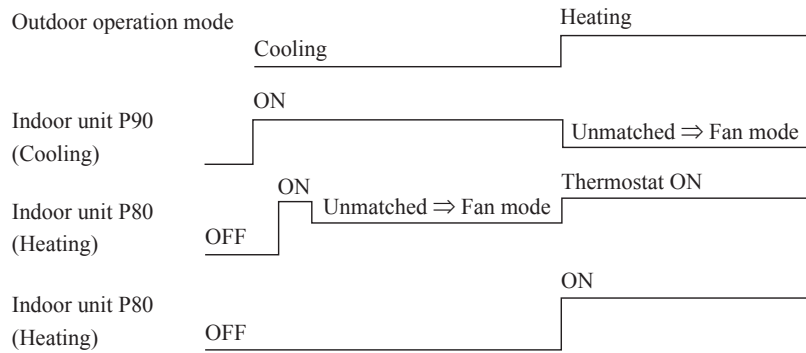 Outdoor operation mode
Heating
Cooling
ON
Indoor unit P90
(Cooling)
Unmatched ⇒ Fan mode
ON
Thermostat ON
Indoor unit P80
(Heating)
Unmatched ⇒ Fan mode
OFF
ON
Indoor unit P80
(Heating)
OFF